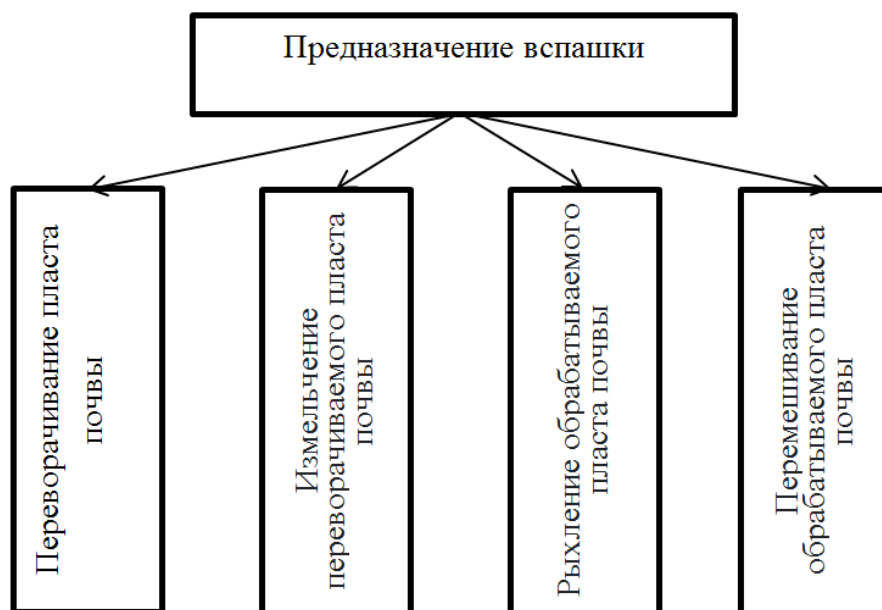 Предназначение вспашки
Переворачивание пласта
почвы
Измельчение
переворачиваемого пласта
почвы
Рыхление обрабатываемого
пласта почвы
Перемешивание
обрабатываемого пласта
почвы